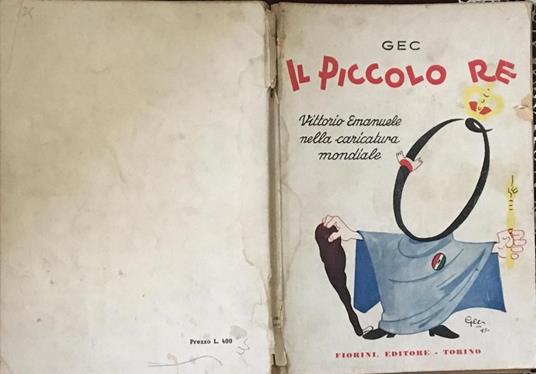 GEC
IL PICCOLO RE
Vittorio Emanuele
nella caricatura
mondiale
FIORINI, EDITORE - TORINO
Prezzo L. 400